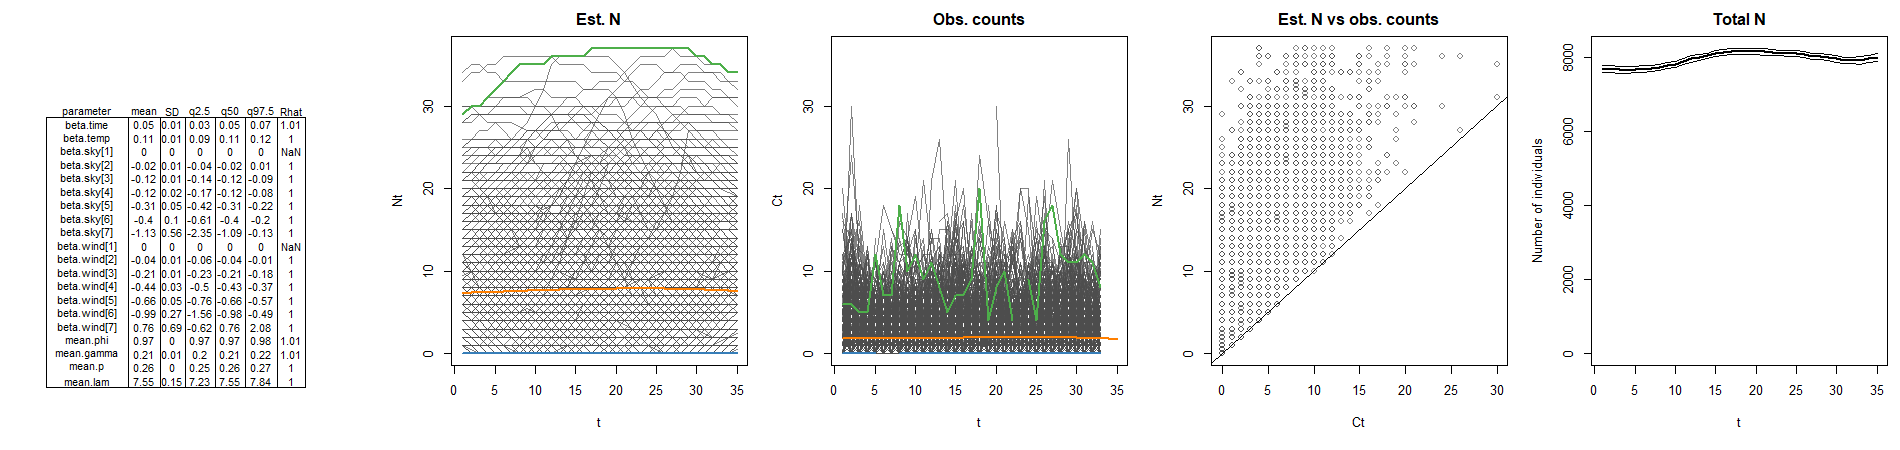 Est. N
Obs. counts
Est. N vs obs. counts
Total N
parameter mean SD q2.5 q50 q97.5 Rhat
beta.time 0.05 0.01 0.03 0.05 0.07 1.01
beta.temp 0.11 0.01 0.09 0.11 0.12 1
beta.sky[1] 0 0 0 0 0 NaN
beta.sky[2] -0.02 0.01 -0.04 -0.02 0.01 1
beta.sky[3] -0.12 0.01 -0.14 -0.12 -0.09 1
beta.sky[4] -0.12 0.02 -0.17 -0.12 -0.08 1
beta.sky[5] -0.31 0.05 -0.42 -0.31 -0.22 1
beta.sky[6] -0.4 0.1 -0.61 -0.4 -0.2 1
beta.sky[7] -1.13 0.56 -2.35 -1.09 -0.13 1
beta.wind[1] 0 0 0 0 0 NaN
beta.wind[2] -0.04 0.01 -0.06 -0.04 -0.01 1
beta.wind[3] -0.21 0.01 -0.23 -0.21 -0.18 1
beta.wind[4] -0.44 0.03 -0.5 -0.43 -0.37 1
beta.wind[5] -0.66 0.05 -0.76 -0.66 -0.57 1
beta.wind[6] -0.99 0.27 -1.56 -0.98 -0.49 1
beta.wind[7] 0.76 0.69 -0.62 0.76 2.08 1
mean.phi 0.97 0 0.97 0.97 0.98 1.01
mean.gamma 0.21 0.01 0.2 0.21 0.22 1.01
mean.p 0.26 0 0.25 0.26 0.27 1
mean.lam 7.55 0.15 7.23 7.55 7.84 1
Nt
0 10 20 30
0 5 10 15 20 25 30 35
t
Ct
0 10 20 30
0 5 10 15 20 25 30 35
t
Nt
0 10 20 30
0 5 10 15 20 25 30
Ct
Number of individuals
0 2000 4000 6000 8000
0 5 10 15 20 25 30 35
t